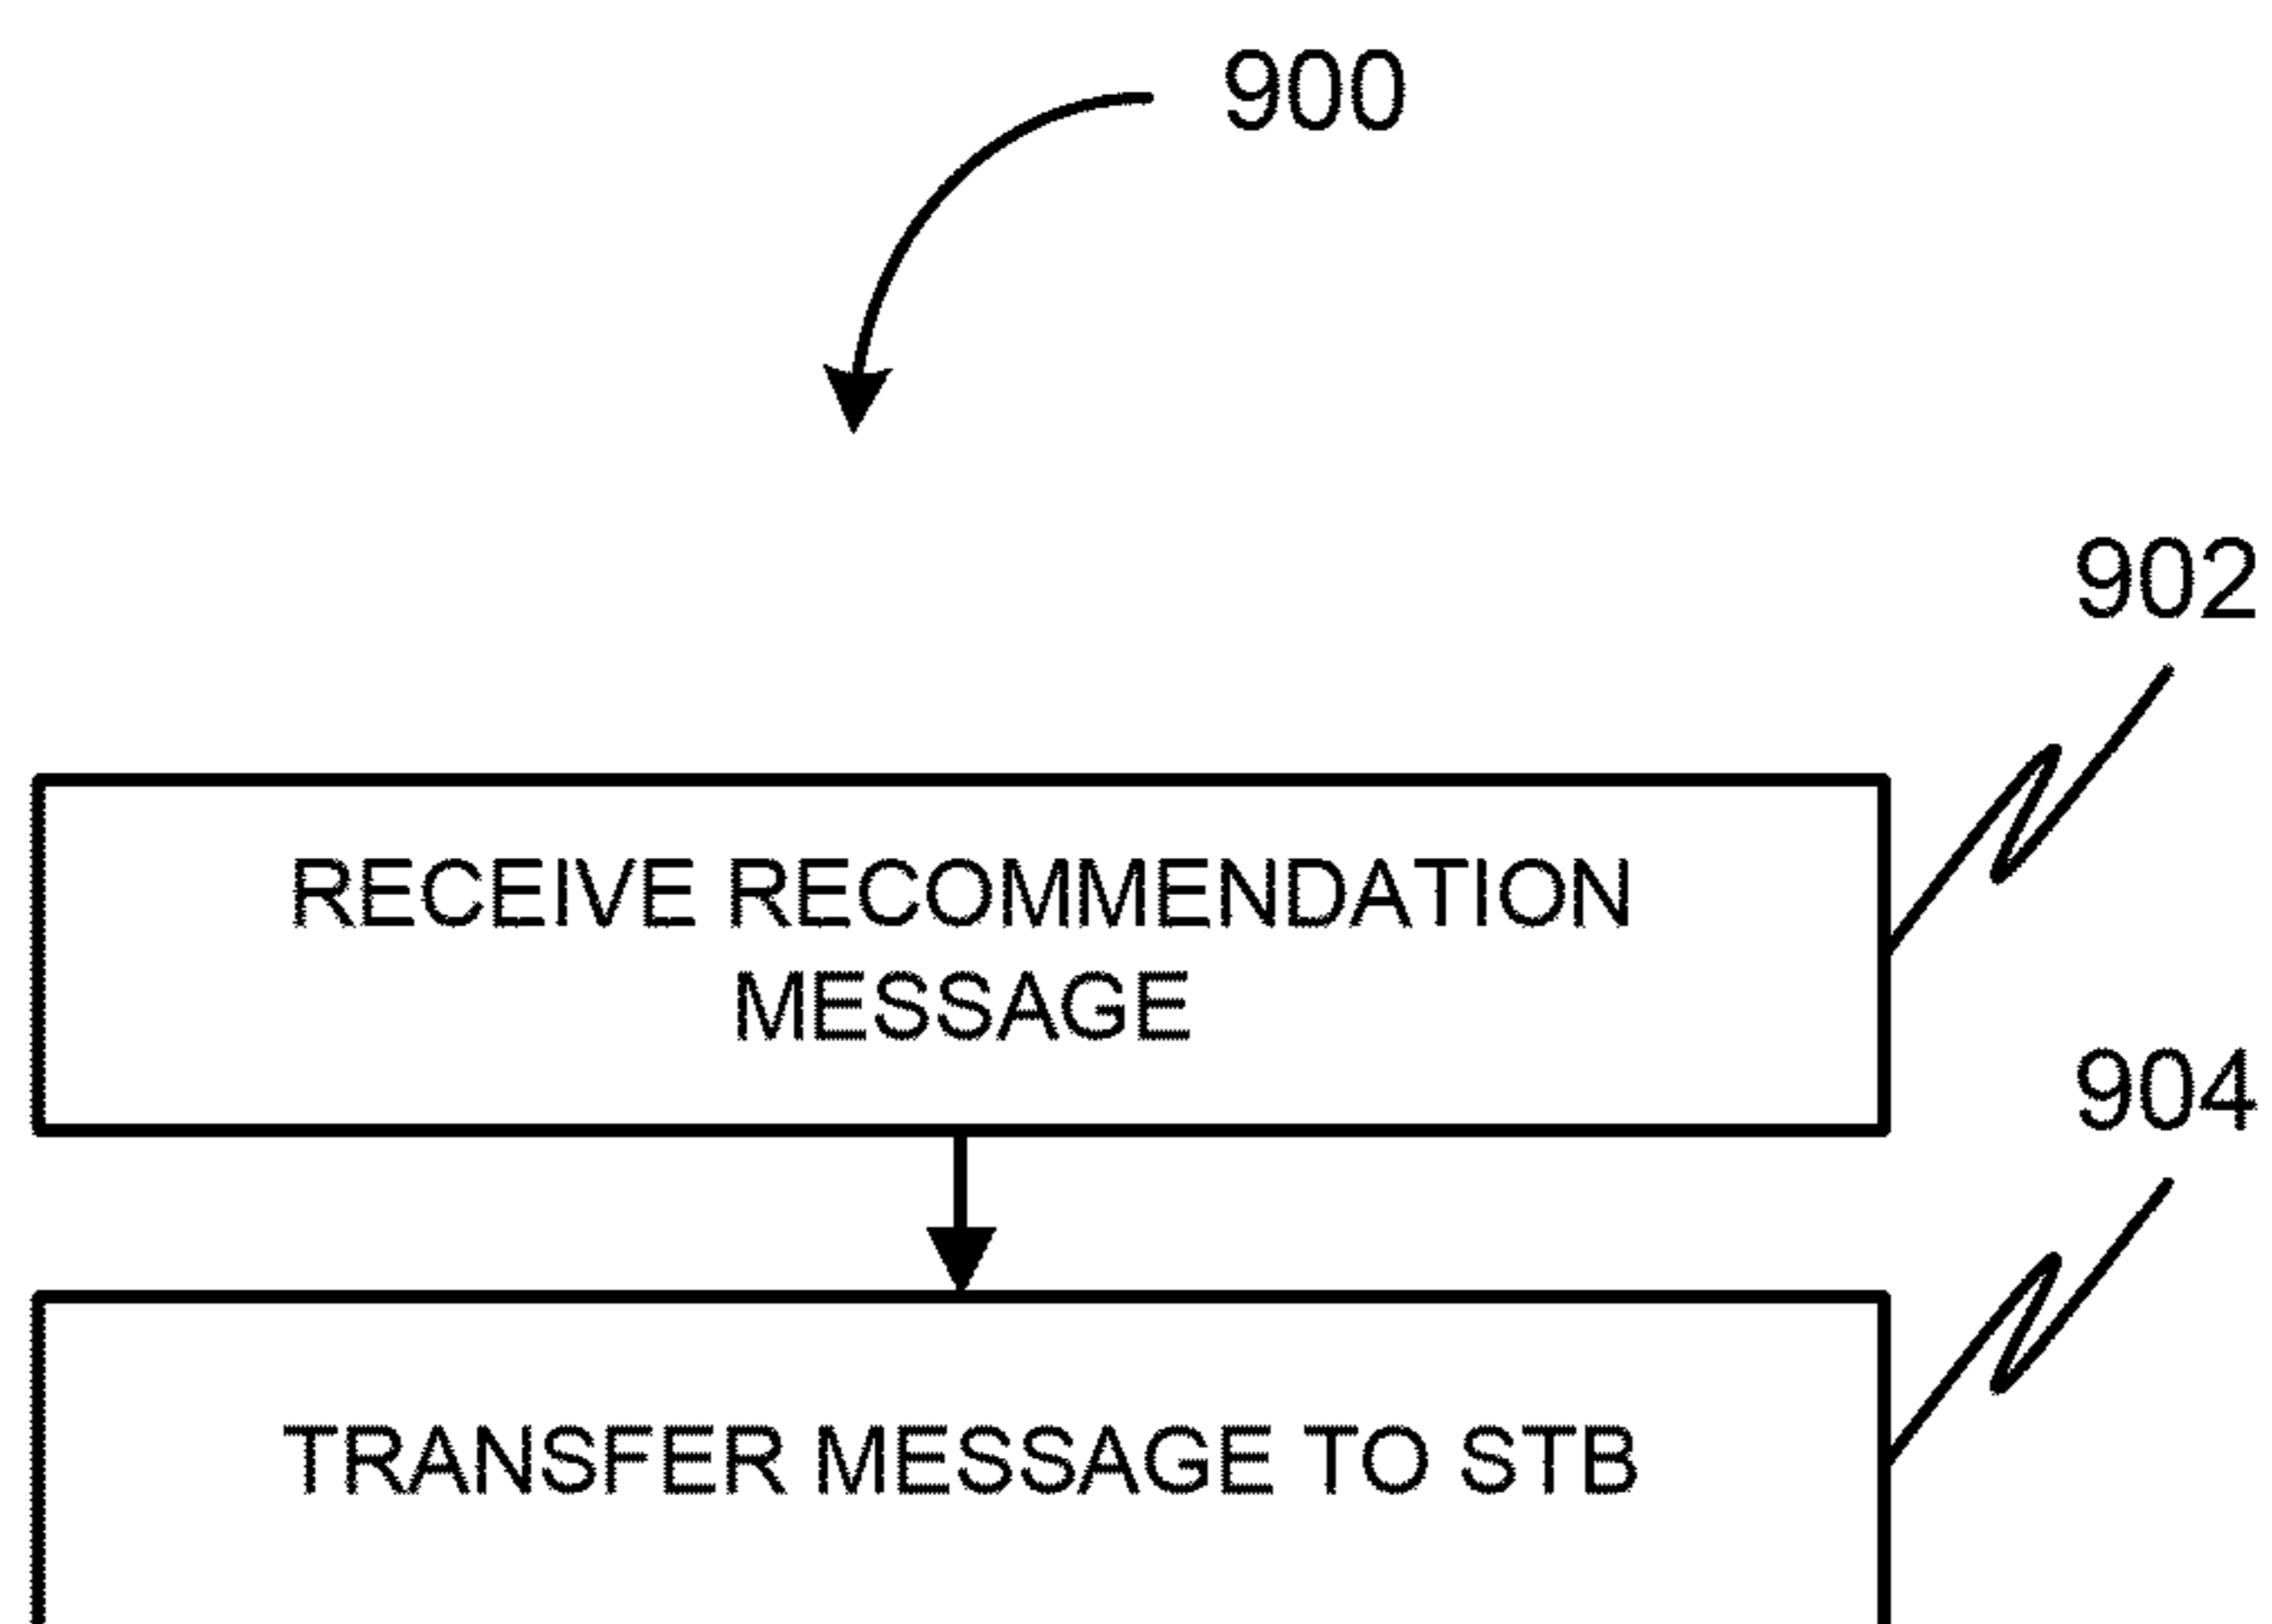 900
902
RECEIVE RECOMMENDATION
MESSAGE
904
TRANSFER MESSAGE TO STB